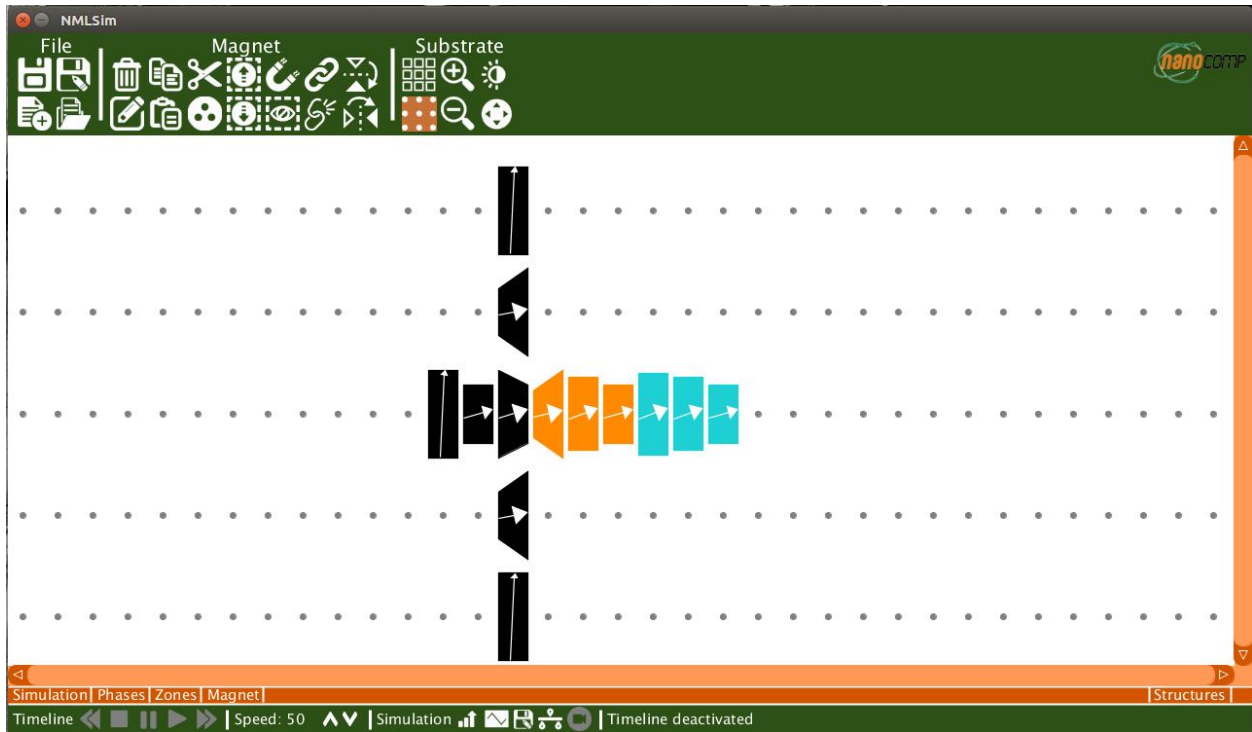 NMLSim
File Magnet Substrate
nanocomp
Simulation| Phases| Zones| Magnet| |Structures|
Timeline |Speed: 50 |Simulation |Timeline deactivated